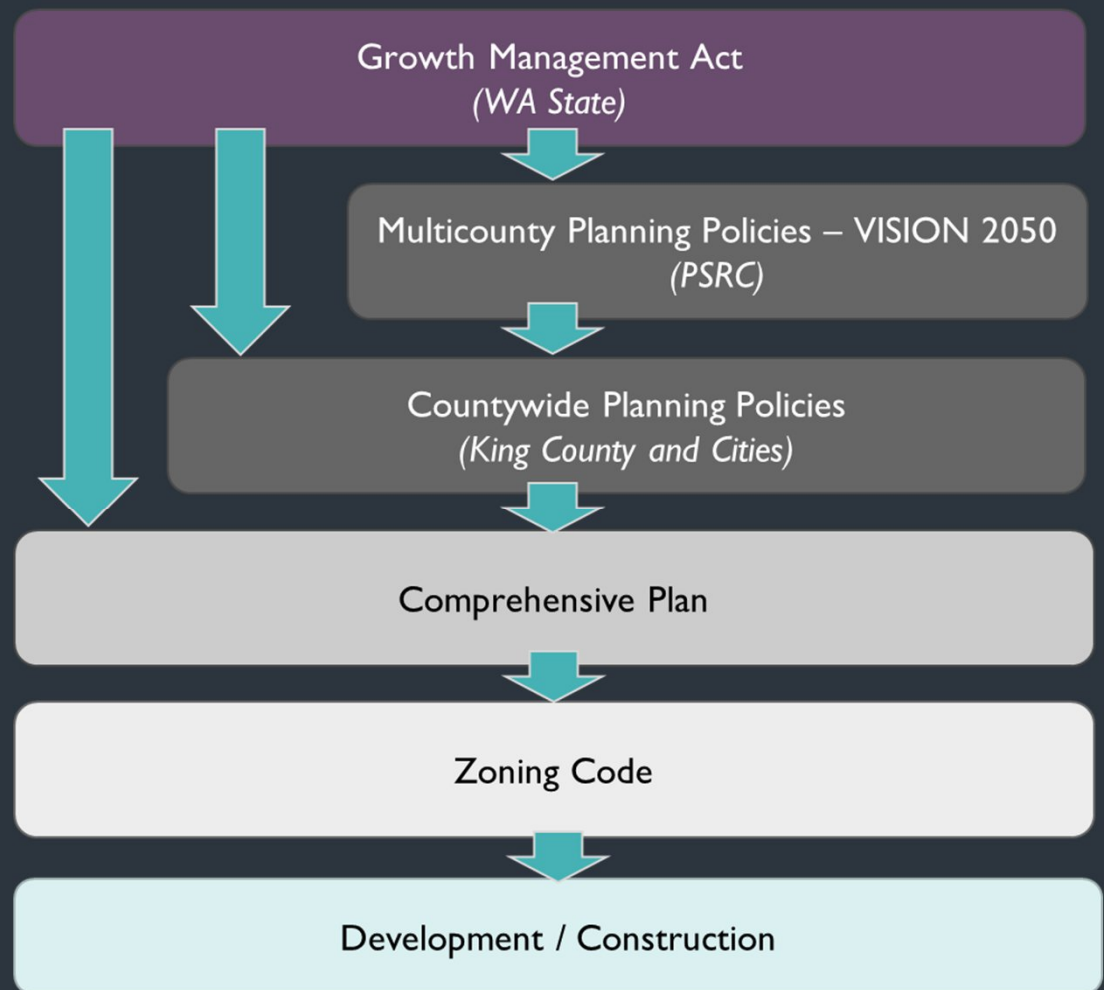 Growth Management Act
(WA State)
Multicounty Planning Policies – VISION 2050
(PSRC)
Countywide Planning Policies
(King County and Cities)
Comprehensive Plan
Zoning Code
Development / Construction